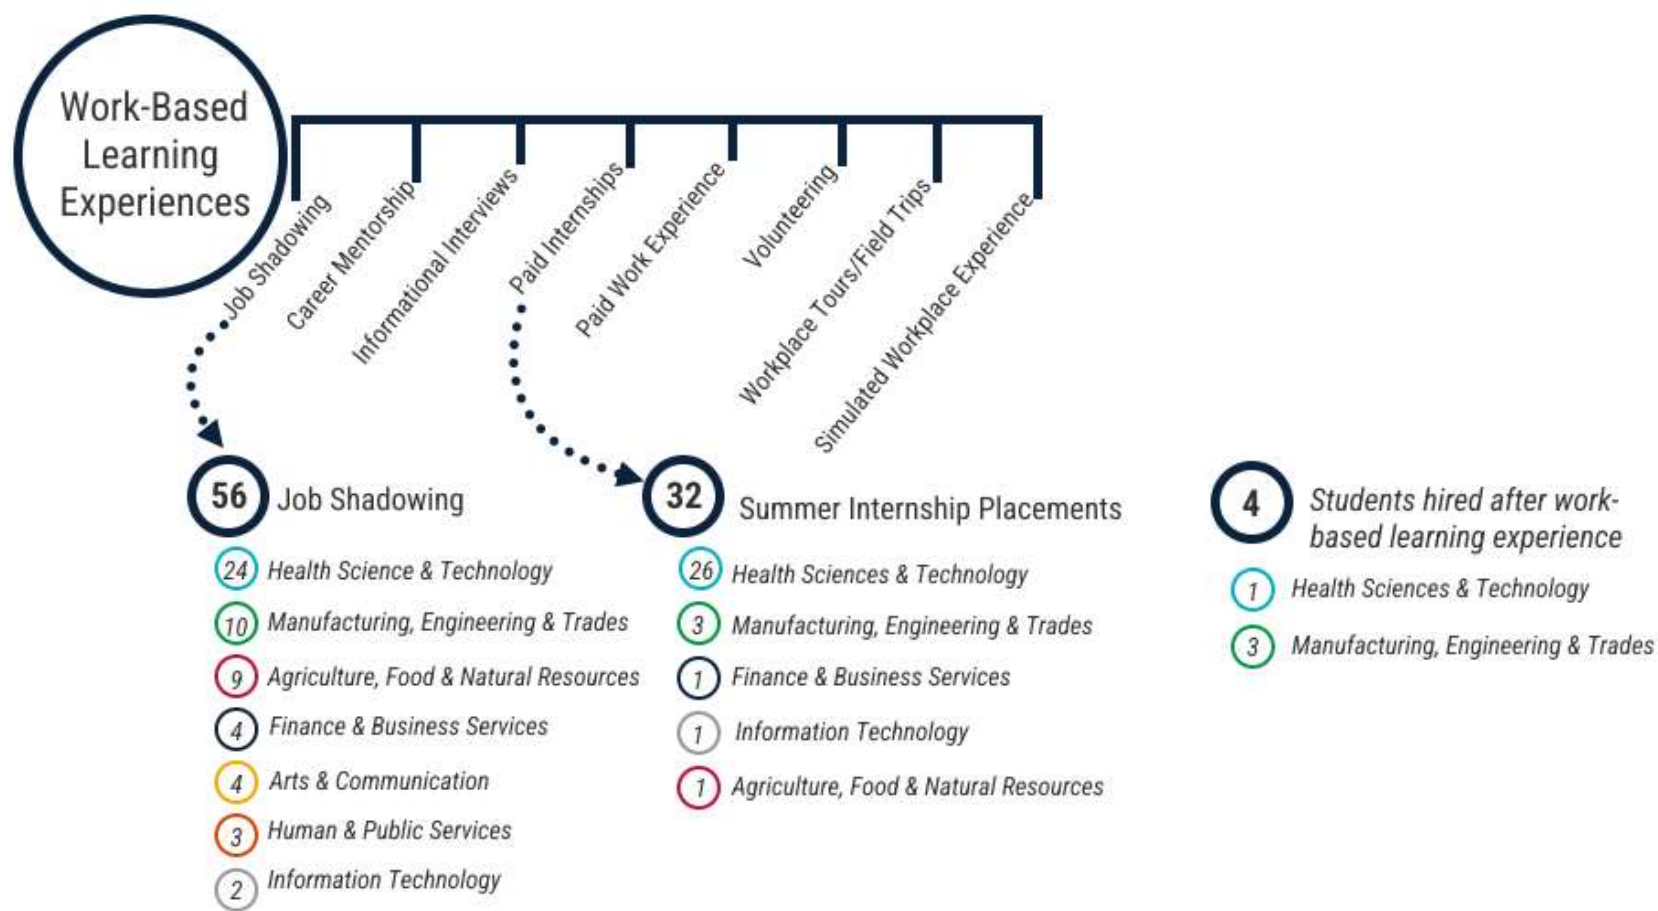 Work-Based
Learning
Experiences
Job Shadowing
Career Mentorship
Informational Interviews
Paid Internships
Paid Work Experience
Volunteering
Workplace Tours/Field Trips
Simulated Workplace Experience
56 Job Shadowing
24 Health Science & Technology
10 Manufacturing, Engineering & Trades
9 Agriculture, Food & Natural Resources
4 Finance & Business Services
4 Arts & Communication
3 Human & Public Services
2 Information Technology
32 Summer Internship Placements
26 Health Sciences & Technology
3 Manufacturing, Engineering & Trades
1 Finance & Business Services
1 Information Technology
1 Agriculture, Food & Natural Resources
4 Students hired after work-
based learning experience
1 Health Sciences & Technology
3 Manufacturing, Engineering & Trades